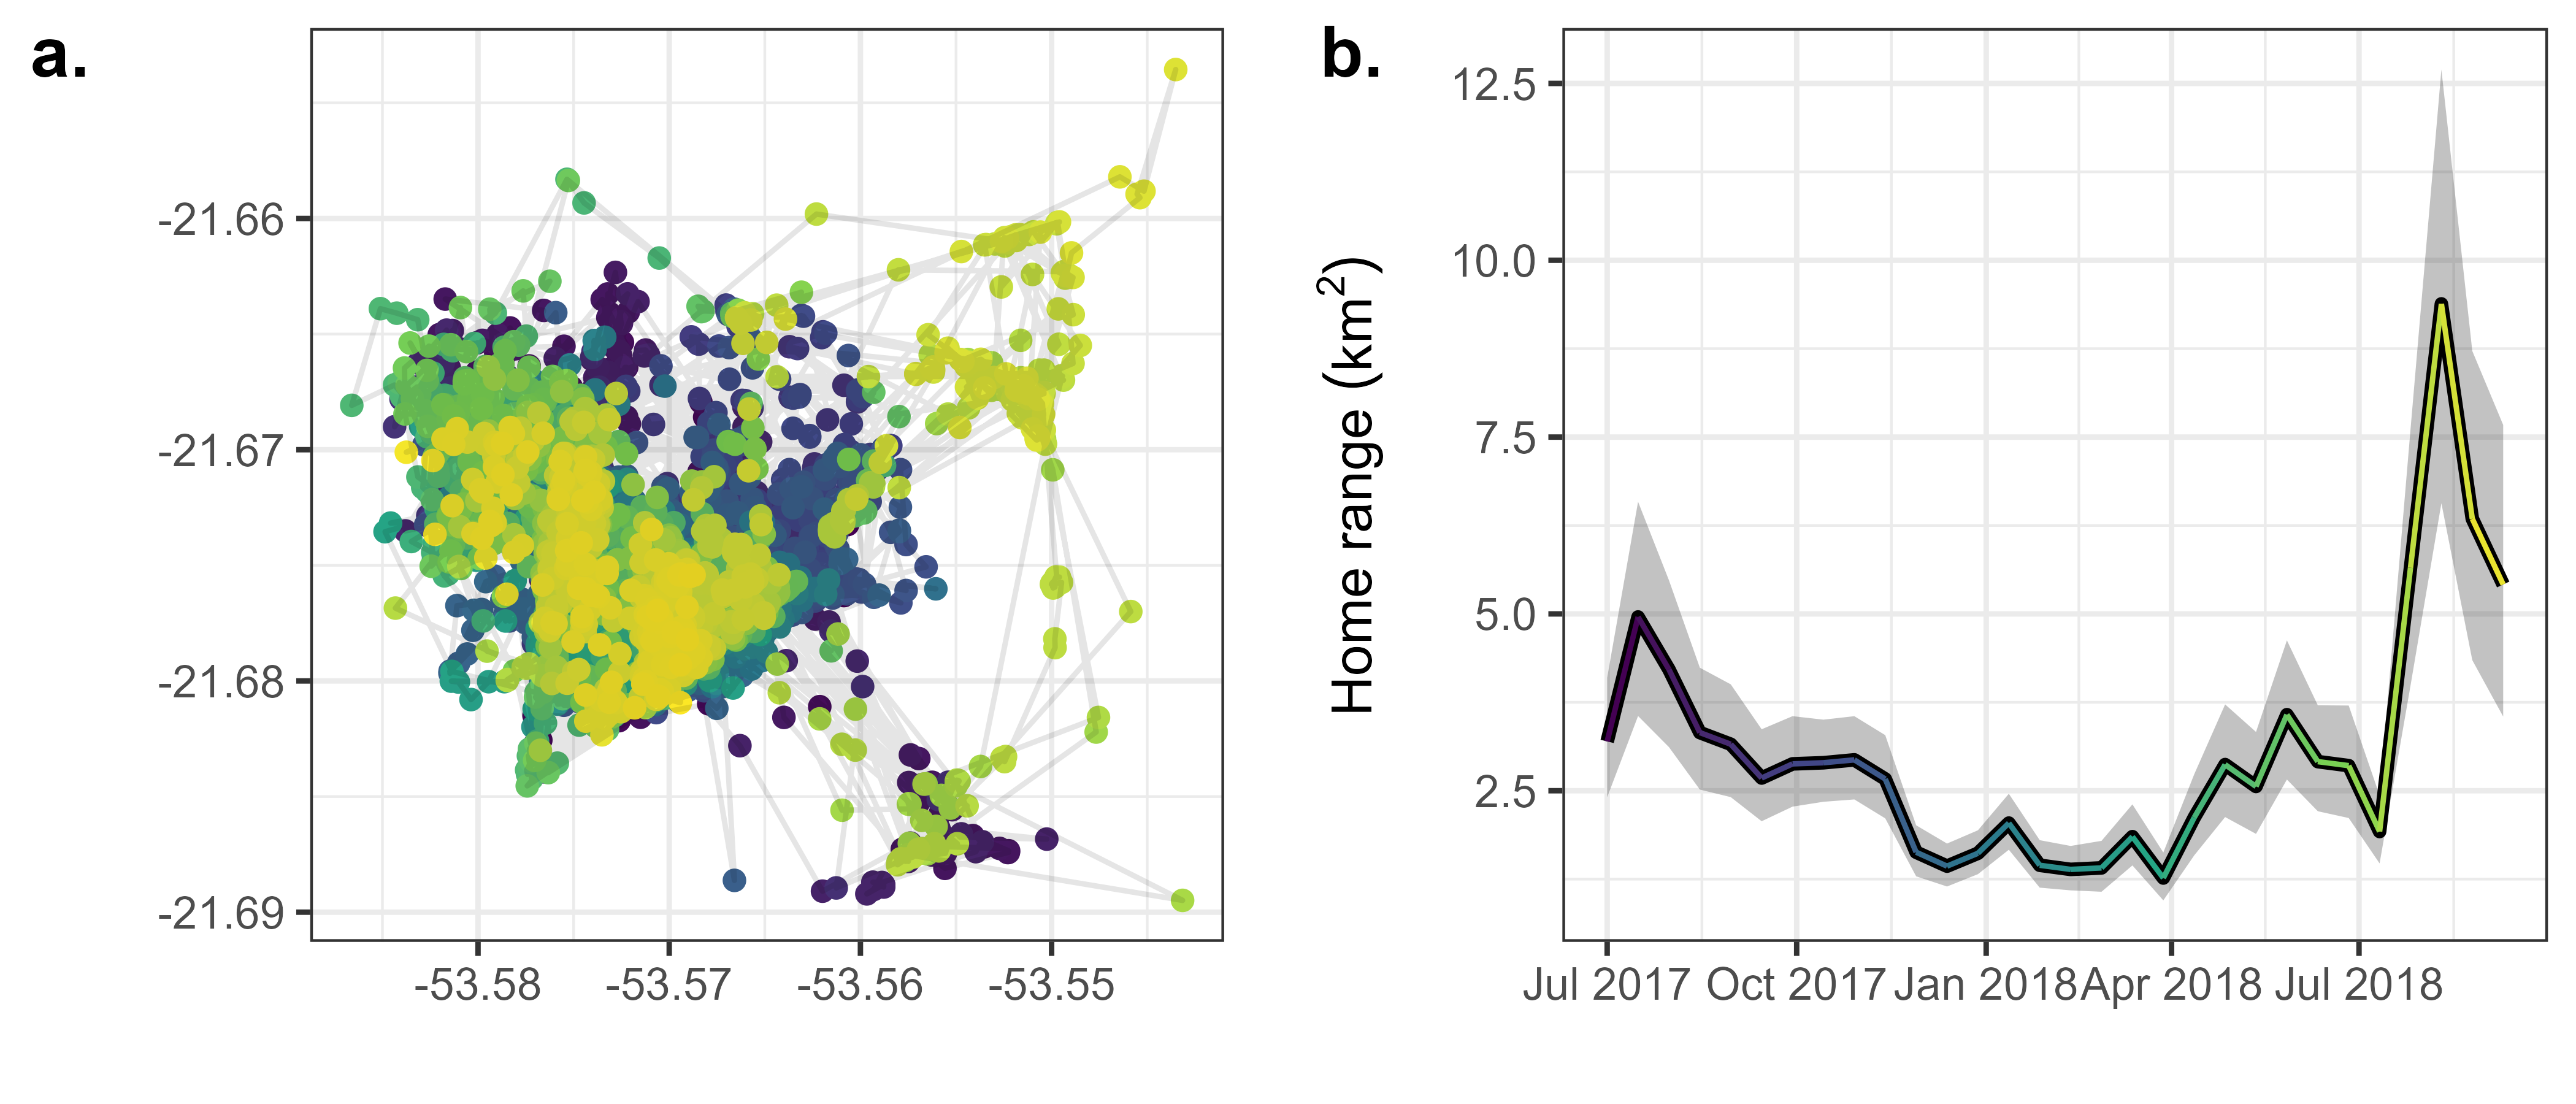 a.
-21.66
-21.67
-21.68
-21.69
-53.58 -53.57 -53.56 -53.55
b.
Home range (km²)
12.5
10.0
7.5
5.0
2.5
Jul 2017 Oct 2017 Jan 2018 Apr 2018 Jul 2018